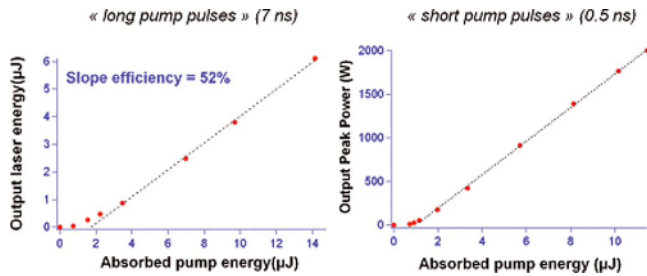 « long pump pulses » (7 ns)
Output laser energy(µJ)
6
5
4
3
2
1
0
Slope efficiency = 52%
0 2 4 6 8 10 12 14
Absorbed pump energy(µJ)
« short pump pulses » (0.5 ns)
Output Peak Power (W)
2000
1500
1000
500
0
0 2 4 6 8 10
Absorbed pump energy (µJ)